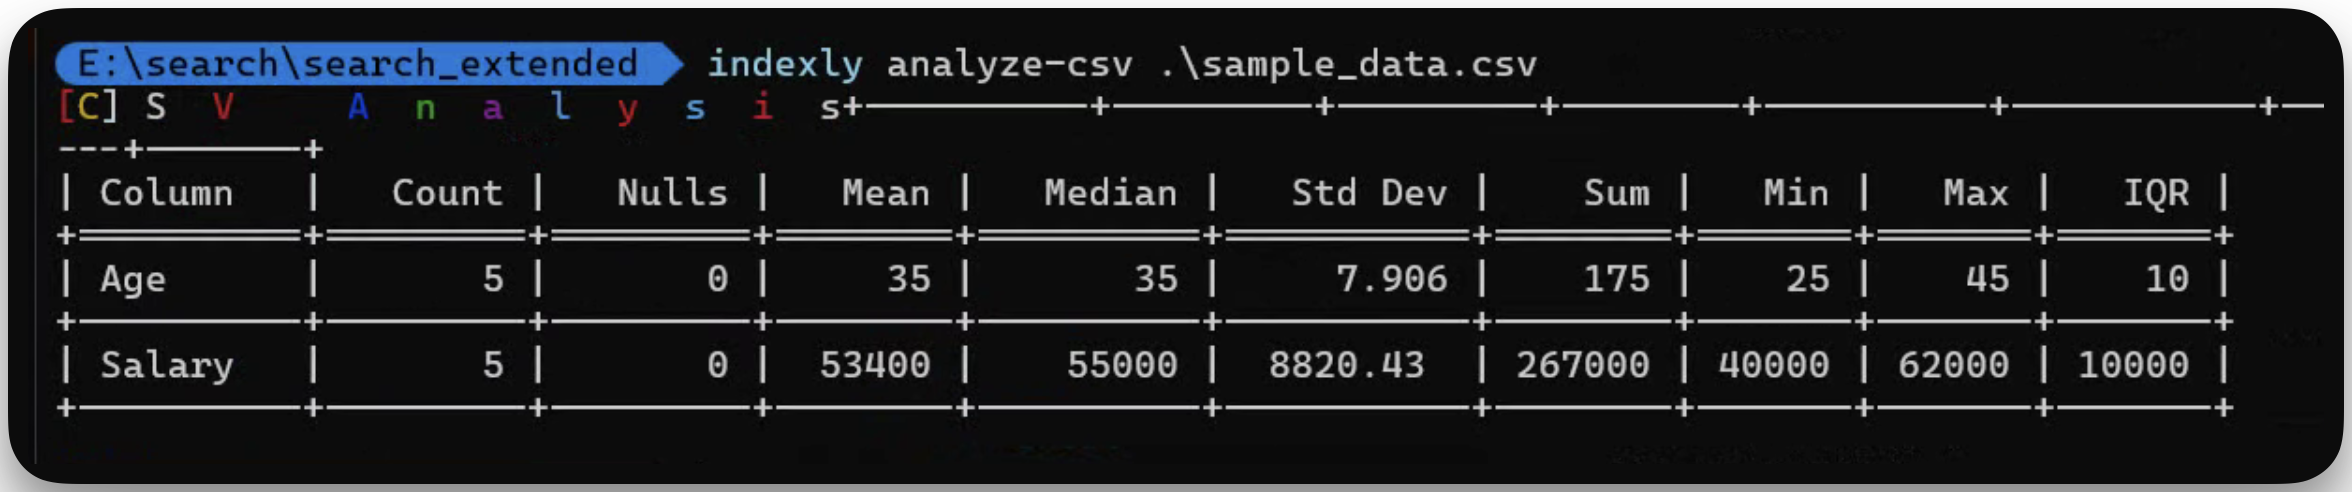 E:\search\search_extended indexly analyze-csv .\sample_data.csv
[C] S V A n a l y s i s+----------+----------+----------+---------+-----------+------------+--
---+-------+
| Column | Count | Nulls | Mean | Median | Std Dev | Sum | Min | Max | IQR |
+==========+=========+=========+========+==========+===========+========+=======+=======+=======+
| Age | 5 | 0 | 35 | 35 | 7.906 | 175 | 25 | 45 | 10 |
+----------+---------+---------+--------+----------+-----------+--------+-------+-------+-------+
| Salary | 5 | 0 | 53400 | 55000 | 8820.43 | 267000 | 40000 | 62000 | 10000 |
+----------+---------+---------+--------+----------+-----------+--------+-------+-------+-------+